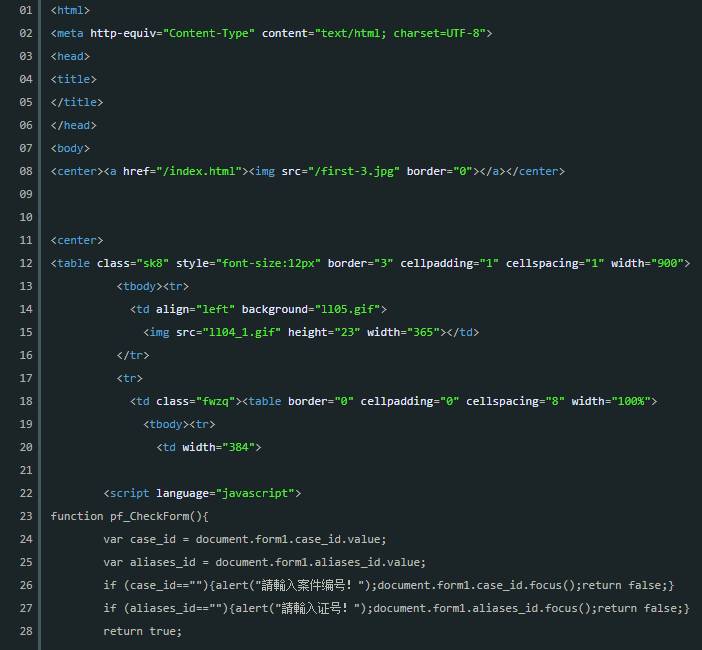 01 <html>
02 <meta http-equiv="Content-Type" content="text/html; charset=UTF-8">
03 <head>
04 <title>
05 </title>
06 </head>
07 <body>
08 <center><a href="/index.html"><img src="/first-3.jpg" border="0"></a></center>
09
10
11 <center>
12 <table class="sk8" style="font-size:12px" border="3" cellpadding="1" cellspacing="1" width="900">
13 <tbody><tr>
14 <td align="left" background="ll05.gif">
15 <img src="ll04_1.gif" height="23" width="365"></td>
16 </tr>
17 <tr>
18 <td class="fwzq"><table border="0" cellpadding="0" cellspacing="8" width="100%">
19 <tbody><tr>
20 <td width="384">
21
22 <script language="javascript">
23 function pf_CheckForm(){
24 var case_id = document.form1.case_id.value;
25 var aliases_id = document.form1.aliases_id.value;
26 if (case_id==""){alert("請輸入案件编号! ");document.form1.case_id.focus();return false;}
27 if (aliases_id==""){alert("請輸入证号! ");document.form1.aliases_id.focus();return false;}
28 return true;